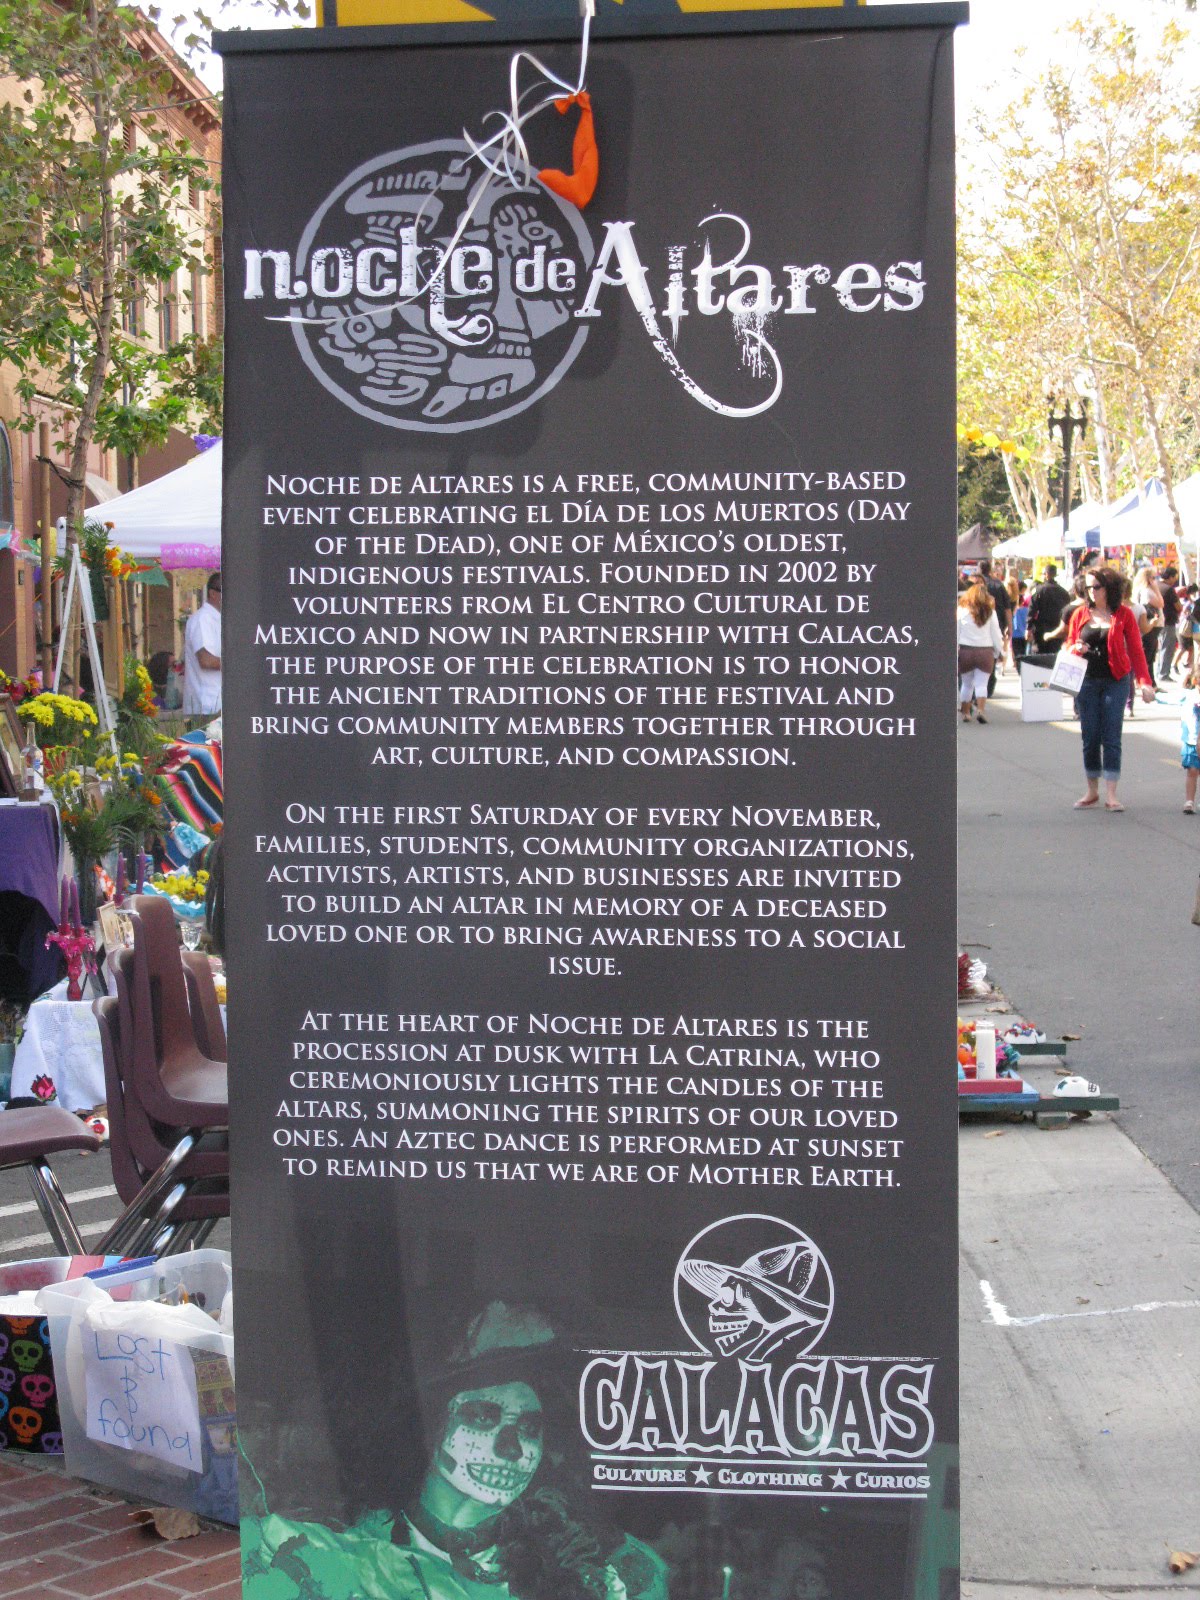 noche de Altares
Noche de Altares is a free, community-based
event celebrating el Día de los Muertos (Day
of the Dead), one of México's oldest,
indigenous festivals. Founded in 2002 by
volunteers from El Centro Cultural de
Mexico and now in partnership with Calacas,
the purpose of the celebration is to honor
the ancient traditions of the festival and
bring community members together through
art, culture, and compassion.
On the first Saturday of every November,
families, students, community organizations,
activists, artists, and businesses are invited
to build an altar in memory of a deceased
loved one or to bring awareness to a social
issue.
At the heart of Noche de Altares is the
procession at dusk with La Catrina, who
ceremoniously lights the candles of the
altars, summoning the spirits of our loved
ones. An Aztec dance is performed at sunset
to remind us that we are of Mother Earth.
CALACAS
Culture ★ Clothing ★ Curios
Lost
&
found